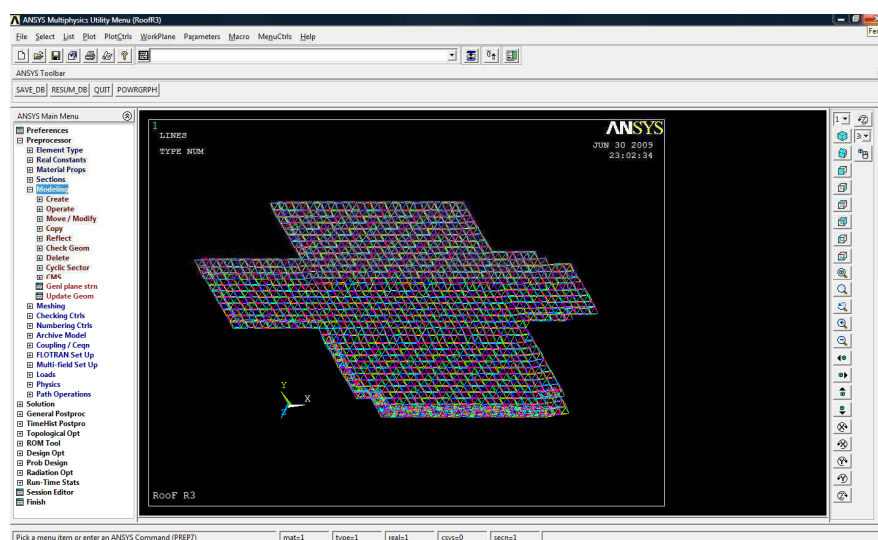 ANSYS Multiphysics Utility Menu (RoofR3)
File Select List Plot PlotCtrls WorkPlane Parameters Macro MenuCtrls Help
ANSYS Toolbar
SAVE_DB RESUM_DB QUIT POWRGRPH
ANSYS Main Menu
Preferences
Preprocessor
Element Type
Real Constants
Material Props
Sections
Modeling
Create
Operate
Move / Modify
Copy
Reflect
Check Geom
Delete
Cyclic Sector
CMS
Genl plane strn
Update Geom
Meshing
Checking Ctrls
Numbering Ctrls
Archive Model
Coupling / Ceqn
FLOTRAN Set Up
Multi-field Set Up
Loads
Physics
Path Operations
Solution
General Postproc
TimeHist Postpro
Topological Opt
ROM Tool
Design Opt
Prob Design
Radiation Opt
Run-Time Stats
Session Editor
Finish
1
LINES
TYPE NUM
ANSYS
JUN 30 2009
23:02:34
Y
X
Z
RooF R3
1
3
Pick a menu item or enter an ANSYS Command (PREP7)
mat=1
type=1
real=1
csys=0
secn=1